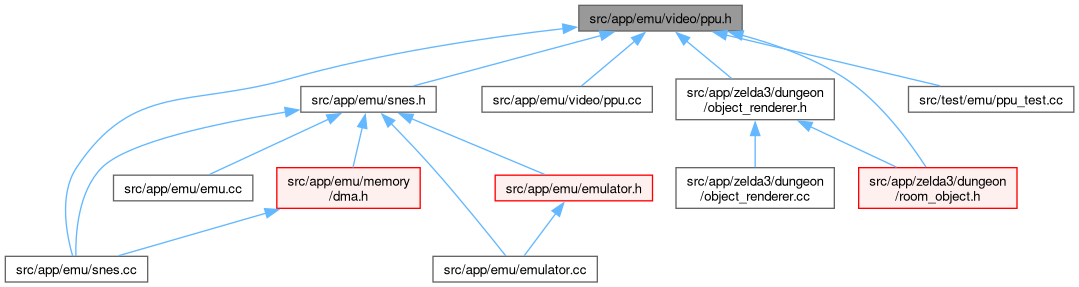 src/app/emu/video/ppu.h
src/app/emu/snes.h
src/app/emu/video/ppu.cc
src/app/zelda3/dungeon
/object_renderer.h
src/test/emu/ppu_test.cc
src/app/emu/emu.cc
src/app/emu/memory
/dma.h
src/app/emu/emulator.h
src/app/zelda3/dungeon
/object_renderer.cc
src/app/zelda3/dungeon
/room_object.h
src/app/emu/snes.cc
src/app/emu/emulator.cc